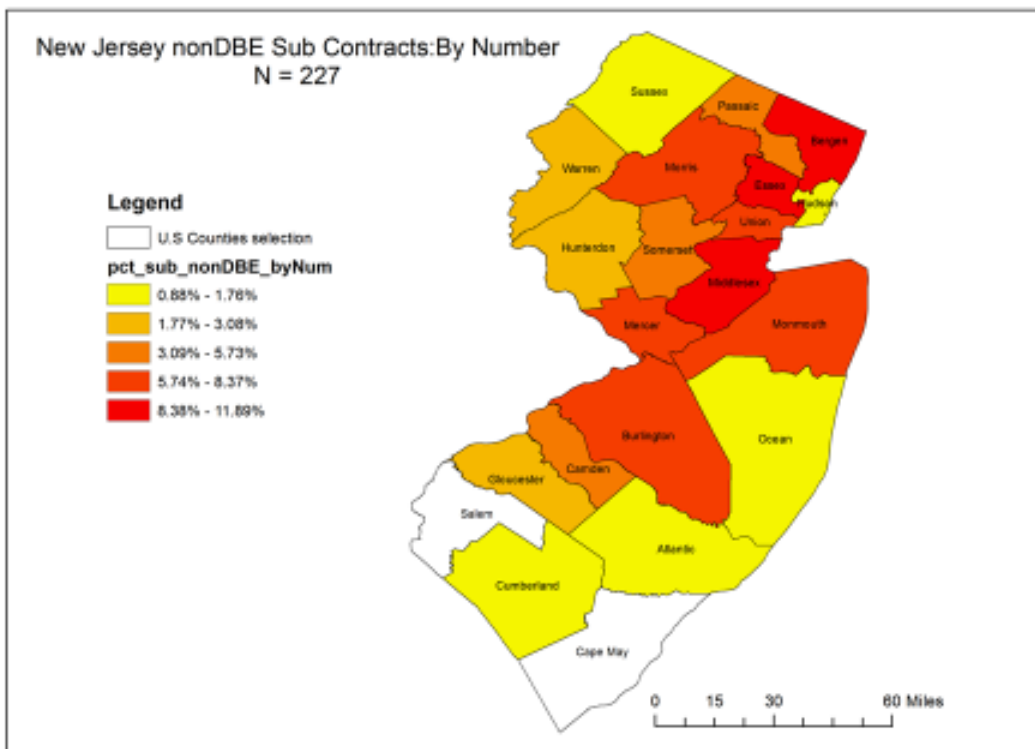 New Jersey nonDBE Sub Contracts:By Number
N = 227
Sussex
Passaic
Bergen
Warren
Morris
Essex
Hudson
Legend
Union
U.S Counties selection
Hunterdon
Somerset
pct_sub_nonDBE_byNum
Middlesex
0.88% - 1.76%
1.77% - 3.08%
Mercer
Monmouth
3.09% - 5.73%
5.74% - 8.37%
8.38% - 11.89%
Burlington
Ocean
Camden
Gloucester
Salem
Atlantic
Cumberland
Cape May
0 15 30 60 Miles